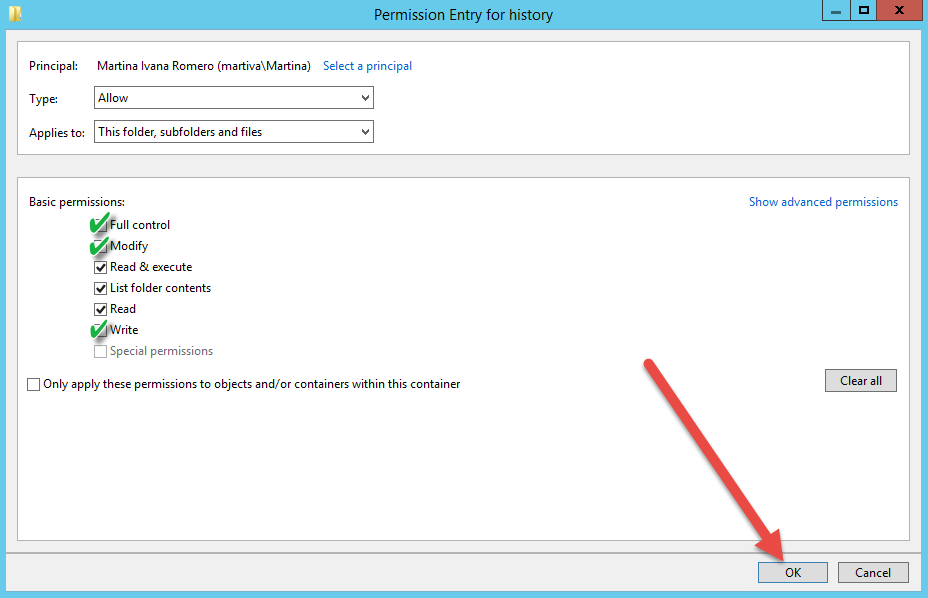 Permission Entry for history
Principal: Martina Ivana Romero (martiva\Martina) Select a principal
Type: Allow
Applies to: This folder, subfolders and files
Basic permissions: Show advanced permissions
Full control
Modify
Read & execute
List folder contents
Read
Write
Special permissions
Only apply these permissions to objects and/or containers within this container
Clear all
OK Cancel